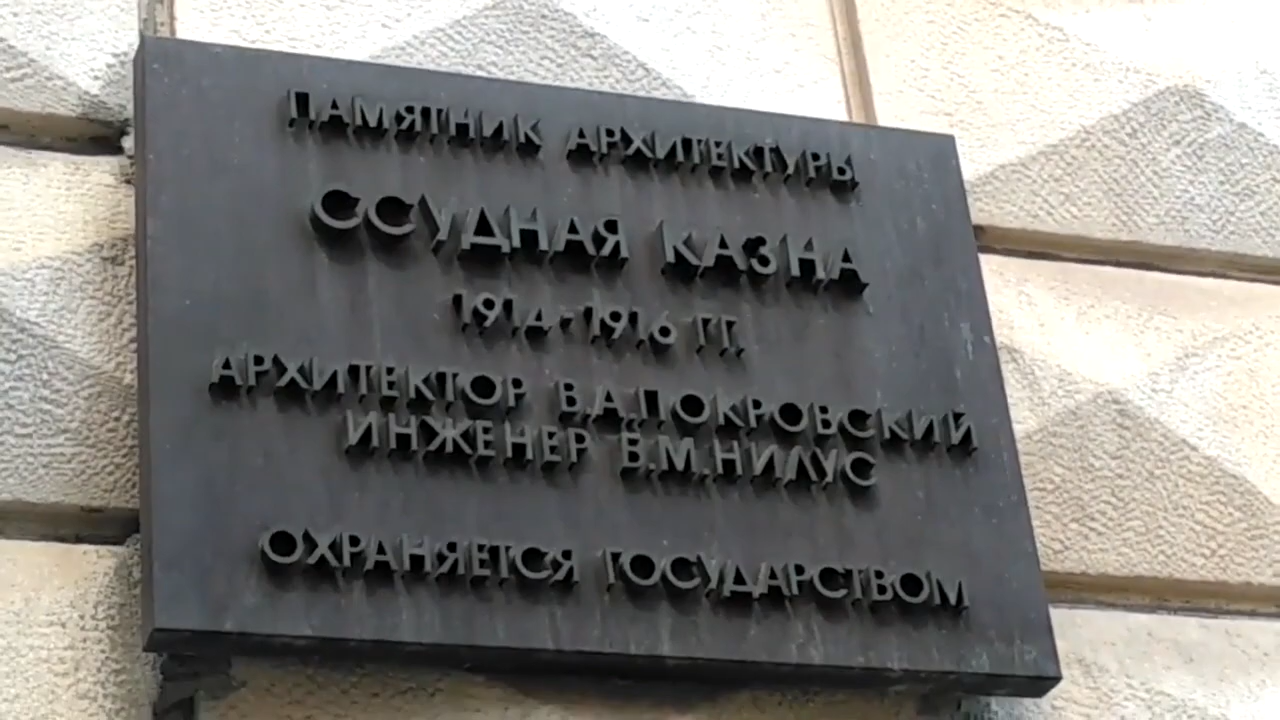 ПАМЯТНИК АРХИТЕКТУРЫ
ССУДНАЯ КАЗНА
1914-1916 ГГ.
АРХИТЕКТОР В.А.ПОКРОВСКИЙ
ИНЖЕНЕР Б.М.НИЛУС
ОХРАНЯЕТСЯ ГОСУДАРСТВОМ